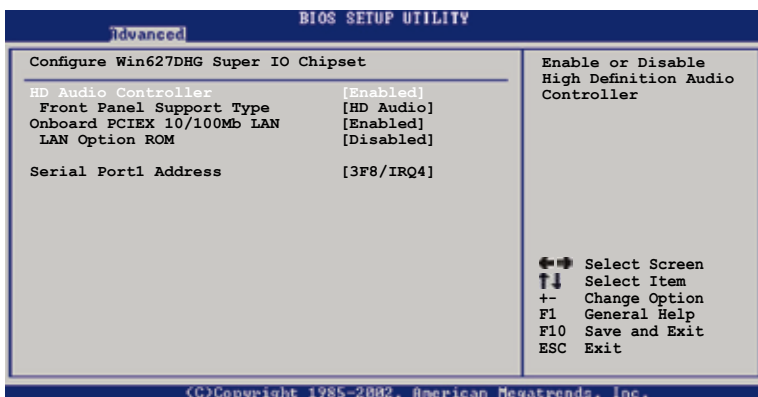 BIOS SETUP UTILITY
Advanced
Configure Win627DHG Super IO Chipset
HD Audio Controller [Enabled]
Front Panel Support Type [HD Audio]
Onboard PCIEX 10/100Mb LAN [Enabled]
LAN Option ROM [Disabled]
Serial Port1 Address [3F8/IRQ4]
Enable or Disable
High Definition Audio
Controller
Select Screen
Select Item
+- Change Option
F1 General Help
F10 Save and Exit
ESC Exit
(C)Copyright 1985-2002, American Megatrends, Inc.